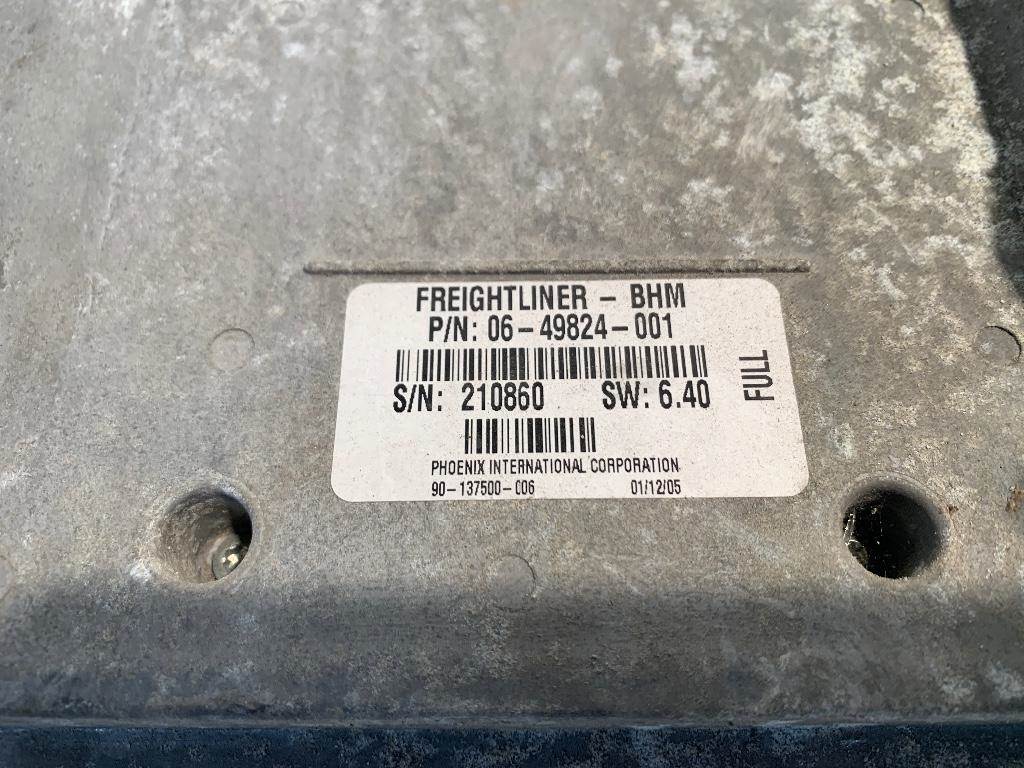 FREIGHTLINER - BHM
P/N: 06-49824-001
S/N: 210860 SW: 6.40
FULL
PHOENIX INTERNATIONAL CORPORATION
90-137500-006 01/12/05